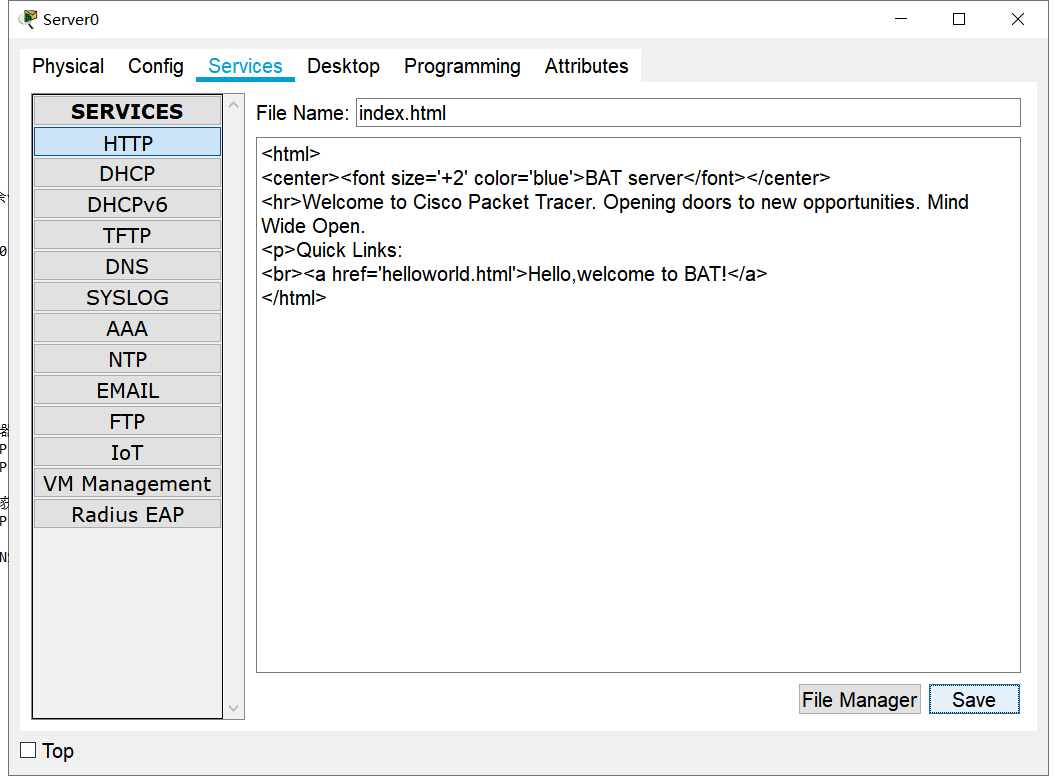 Server0
Physical Config Services Desktop Programming Attributes
SERVICES
HTTP
DHCP
DHCPv6
TFTP
DNS
SYSLOG
AAA
NTP
EMAIL
FTP
IoT
VM Management
Radius EAP
File Name: index.html
<html>
<center><font size='+2' color='blue'>BAT server</font></center>
<hr>Welcome to Cisco Packet Tracer. Opening doors to new opportunities. Mind
Wide Open.
<p>Quick Links:
<br><a href='helloworld.html'>Hello,welcome to BAT!</a>
</html>
File Manager Save
Top